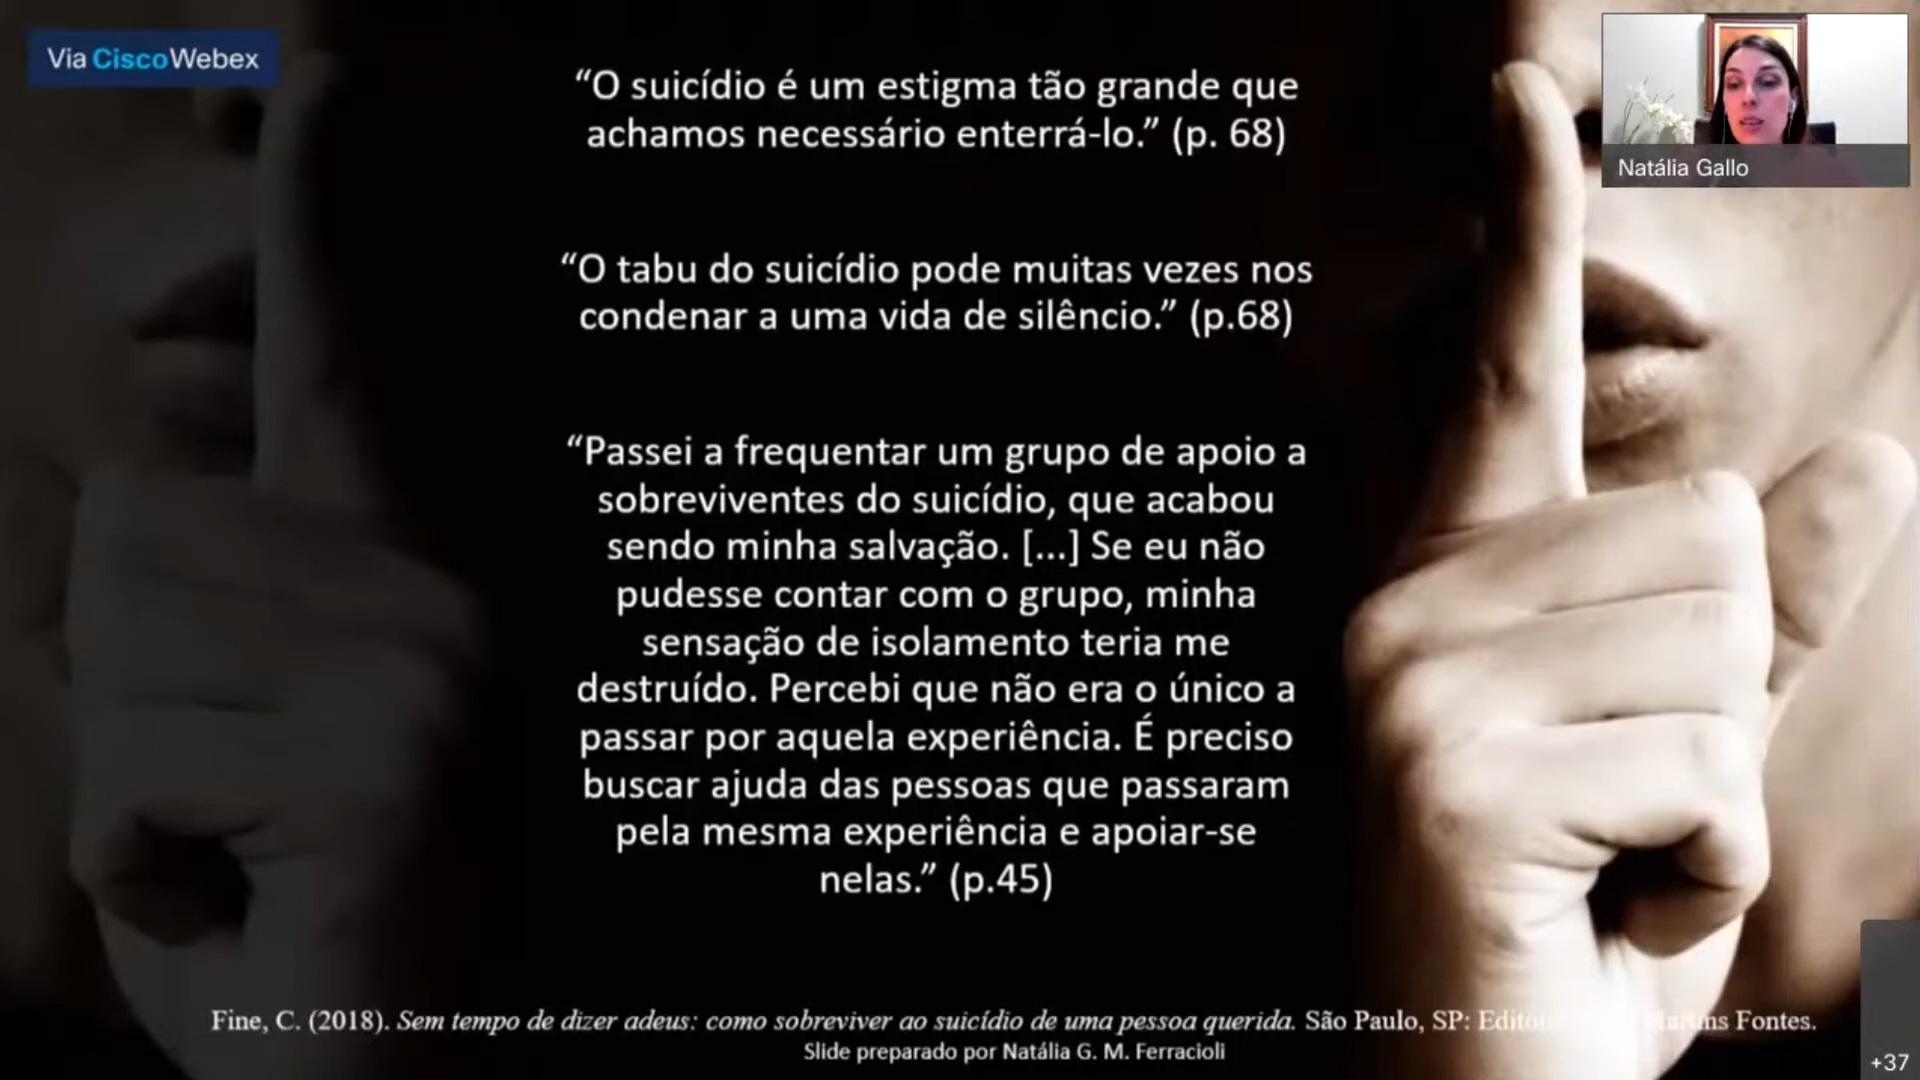 Via CiscoWebex
“O suicídio é um estigma tão grande que
achamos necessário enterrá-lo.” (p. 68)
Natália Gallo
“O tabu do suicídio pode muitas vezes nos
condenar a uma vida de silêncio.” (p.68)
“Passei a frequentar um grupo de apoio a
sobreviventes do suicídio, que acabou
sendo minha salvação. [...] Se eu não
pudesse contar com o grupo, minha
sensação de isolamento teria me
destruído. Percebi que não era o único a
passar por aquela experiência. É preciso
buscar ajuda das pessoas que passaram
pela mesma experiência e apoiar-se
nelas.” (p.45)
Fine, C. (2018). Sem tempo de dizer adeus: como sobreviver ao suicídio de uma pessoa querida. São Paulo, SP: Martins Fontes.
Slide preparado por Natália G. M. Ferracioli
+37